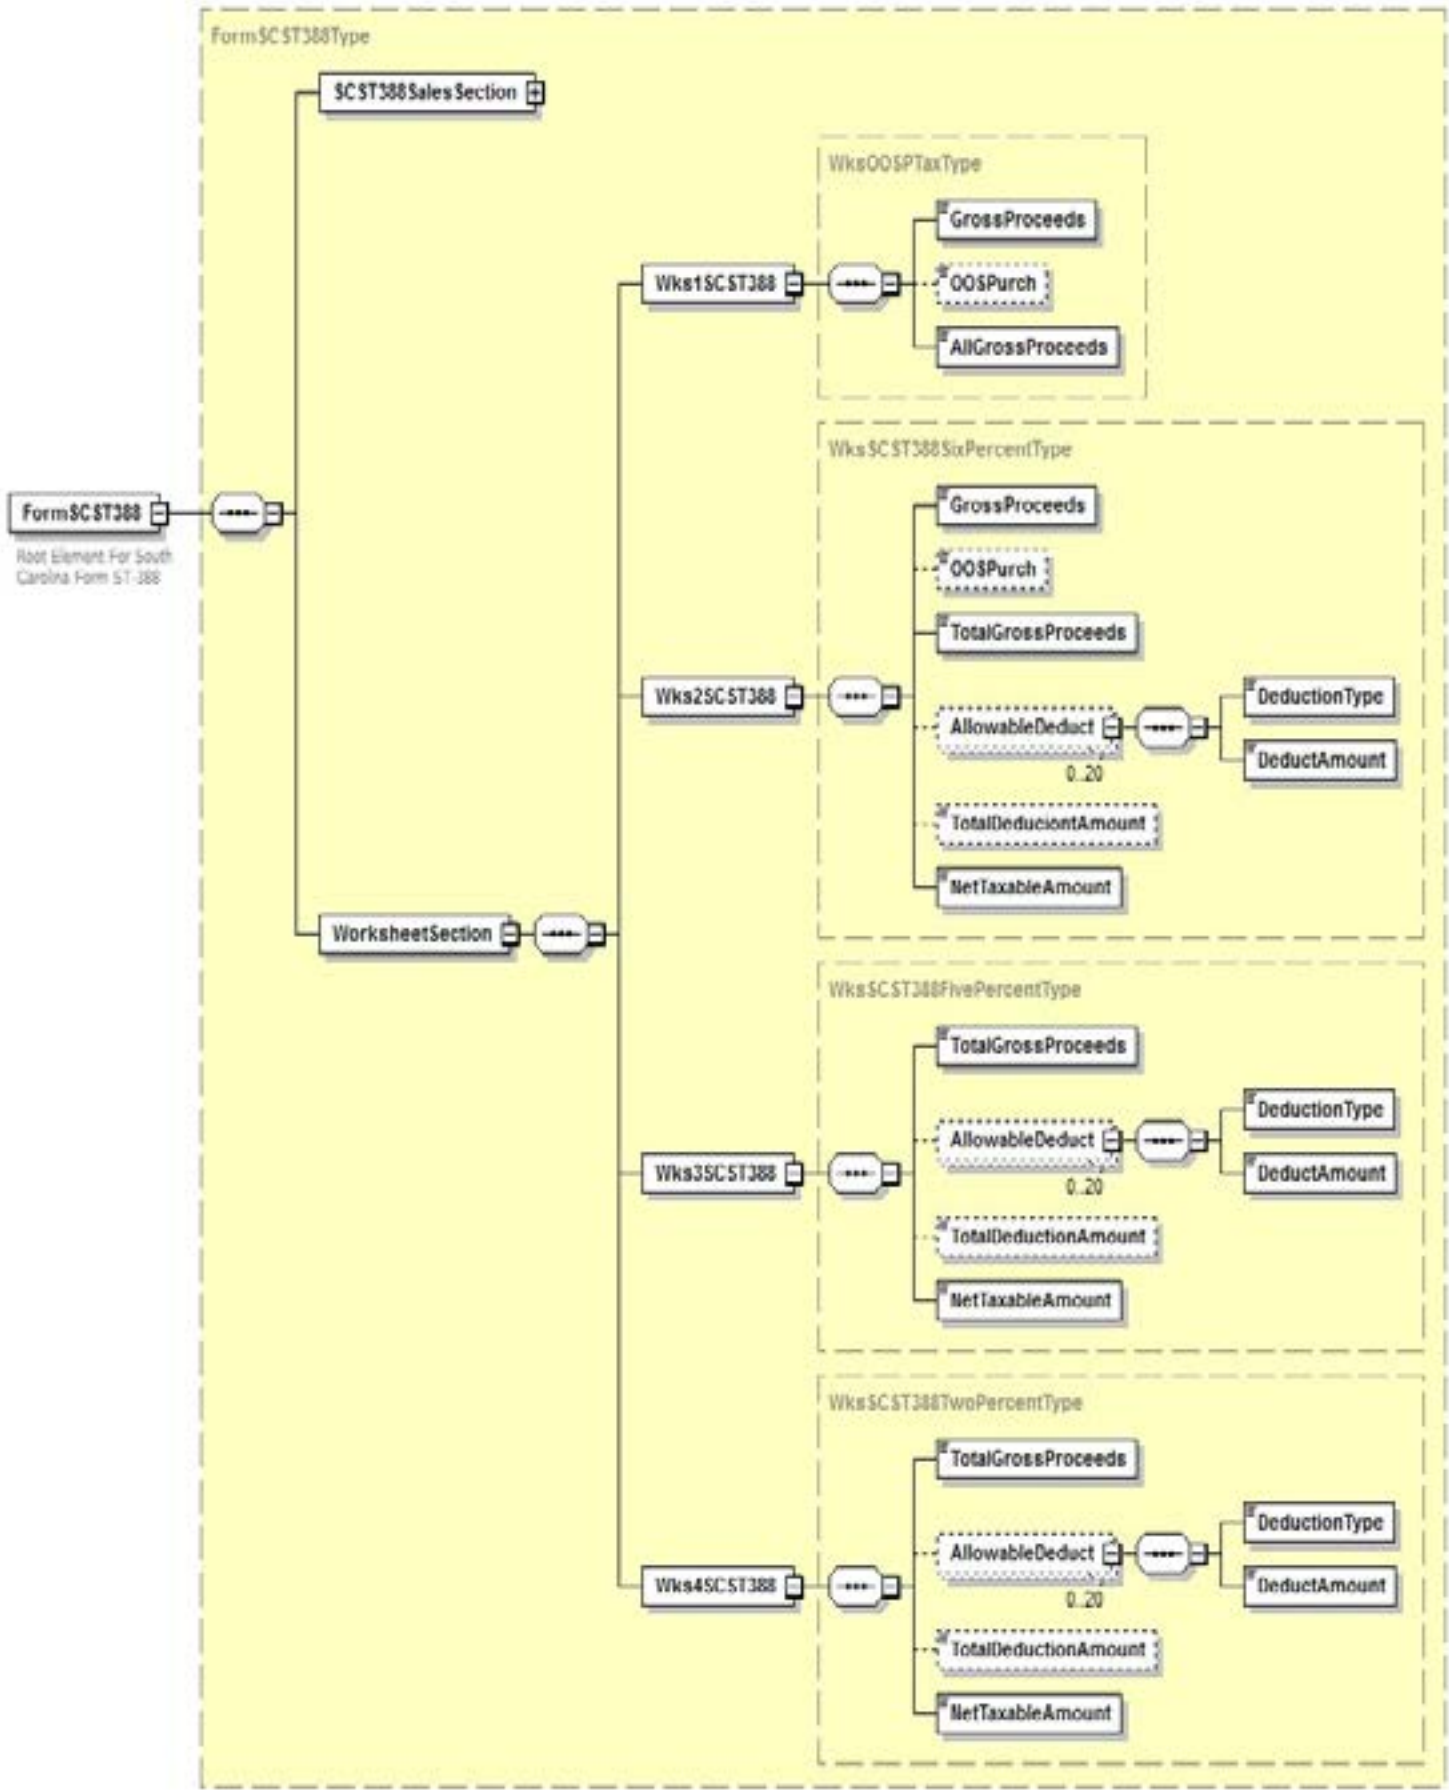 FormSCST388Type
SCST388SalesSection
WksOOSPTaxType
GrossProceeds
Wks1SCST388
OOSPurch
AllGrossProceeds
WksSCST388SixPercentType
GrossProceeds
FormSCST388
Root Element For South
Carolina Form ST-388
OOSPurch
TotalGrossProceeds
Wks2SCST388
DeductionType
AllowableDeduct
DeductAmount
0..20
TotalDeduciontAmount
NetTaxableAmount
WorksheetSection
WksSCST388FivePercentType
TotalGrossProceeds
DeductionType
AllowableDeduct
Wks3SCST388
DeductAmount
0..20
TotalDeductionAmount
NetTaxableAmount
WksSCST388TwoPercentType
TotalGrossProceeds
DeductionType
AllowableDeduct
Wks4SCST388
DeductAmount
0..20
TotalDeductionAmount
NetTaxableAmount